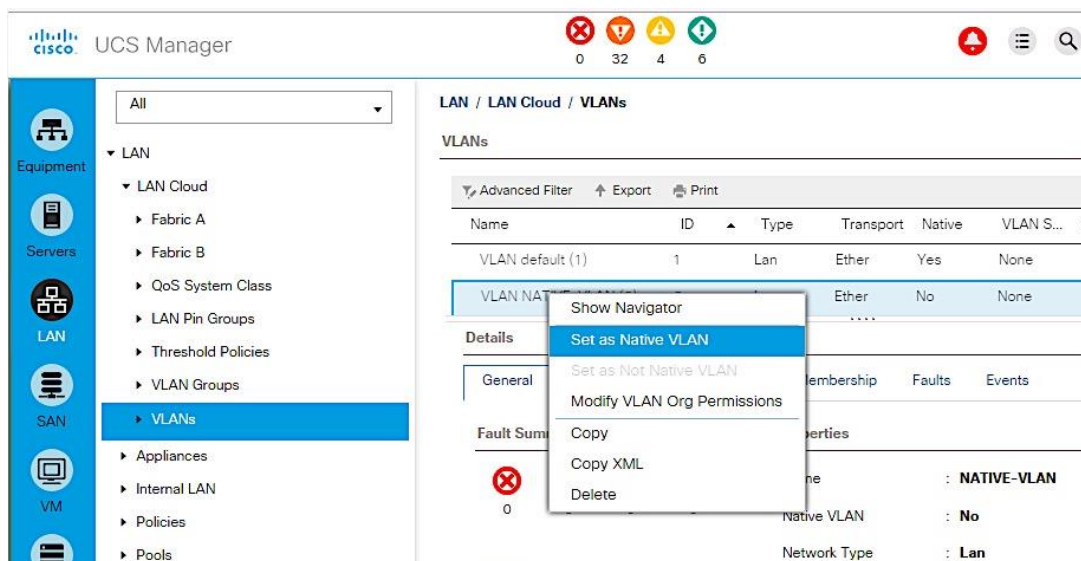 cisco UCS Manager
0 32 4 6
Equipment
Servers
LAN
SAN
VM
All
LAN
LAN Cloud
Fabric A
Fabric B
QoS System Class
LAN Pin Groups
Threshold Policies
VLAN Groups
VLANs
Appliances
Internal LAN
Policies
Pools
LAN / LAN Cloud / VLANs
VLANs
Advanced Filter Export Print
Name ID Type Transport Native VLAN S...
VLAN default (1) 1 Lan Ether Yes None
VLAN Ether No None
Show Navigator
Set as Native VLAN
Set as Not Native VLAN
Modify VLAN Org Permissions
Copy
Copy XML
Delete
Details
General Faults Events
Fault
0
: NATIVE-VLAN
Native VLAN : No
Network Type : Lan